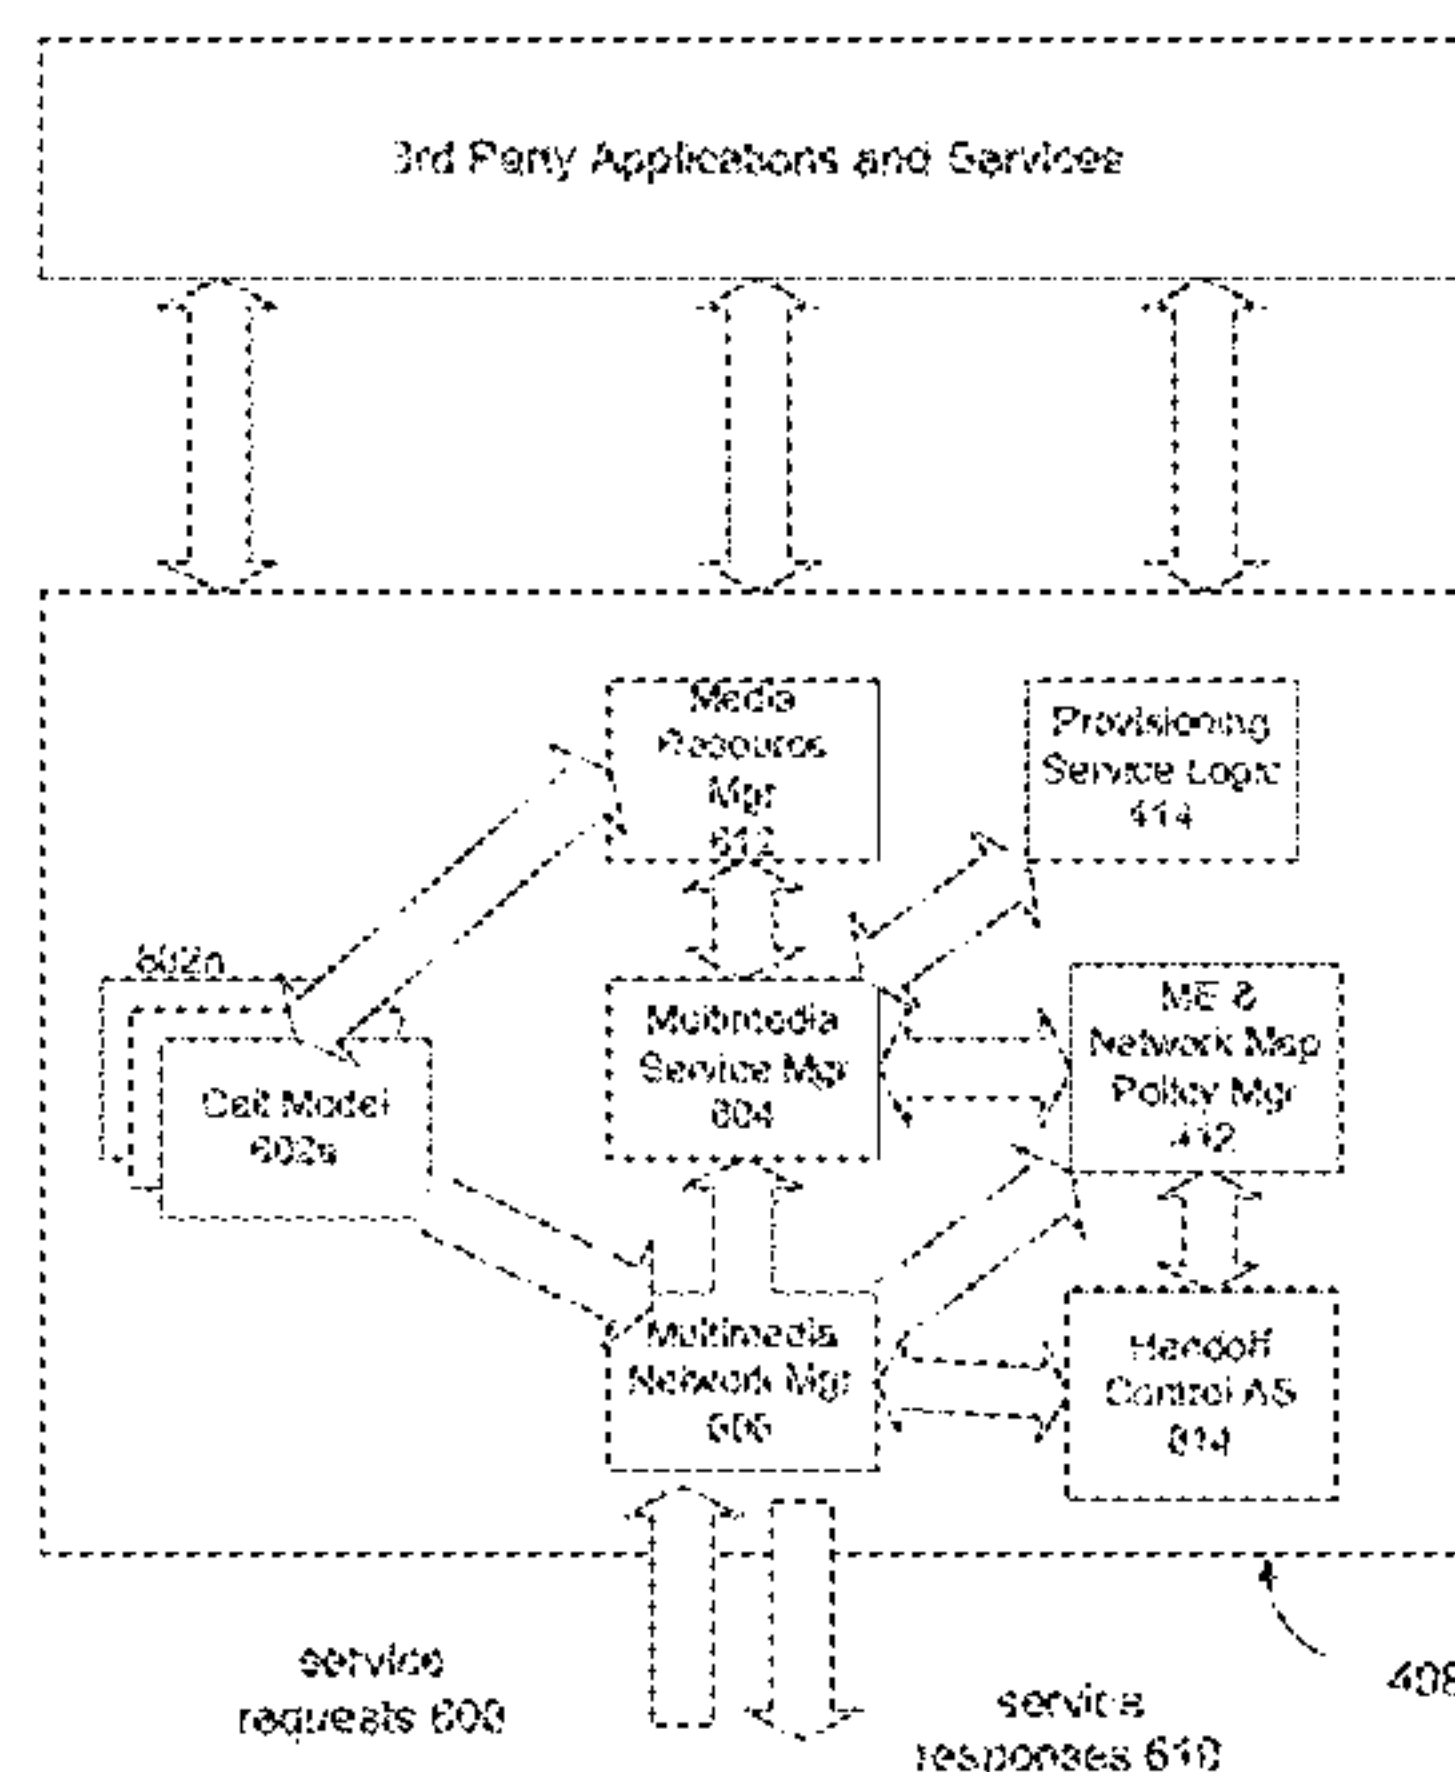 3rd Party Applications and Services
Media
Resource
Mgr
612
Provisioning
Service Logic
414
602n
Multimedia
Service Mgr
604
ME &
Network Map
Policy Mgr
412
Call Model
602a
Multimedia
Network Mgr
606
Handoff
Control AS
614
service
requests 608
service
responses 610
408